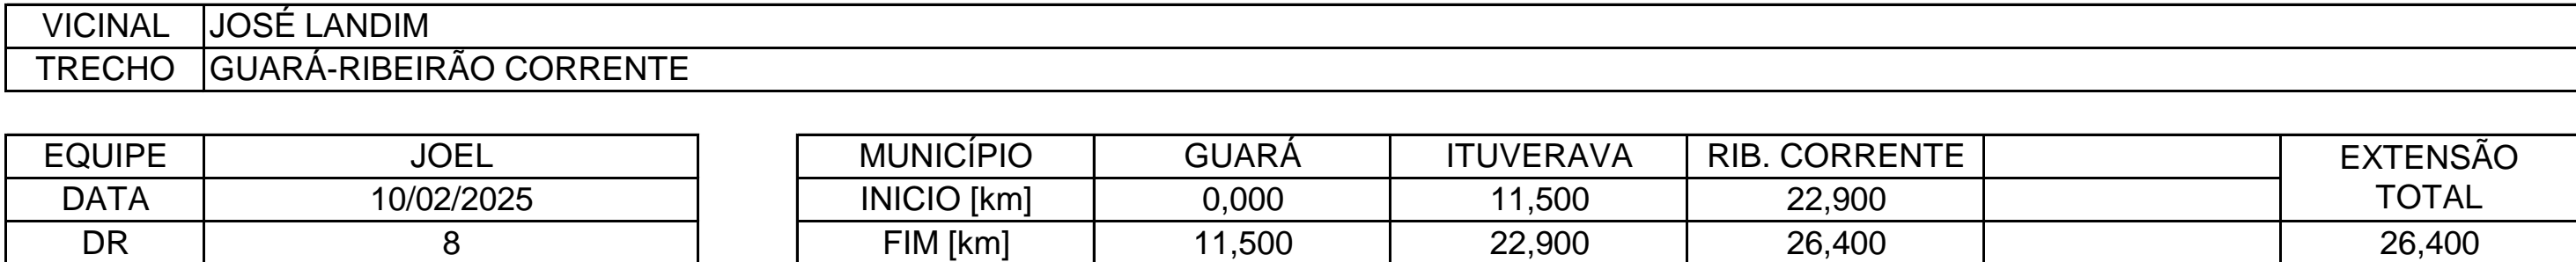 VICINAL JOSÉ LANDIM
TRECHO GUARÁ-RIBEIRÃO CORRENTE
EQUIPE JOEL MUNICÍPIO GUARÁ ITUVERAVA RIB. CORRENTE EXTENSÃO
DATA 10/02/2025 INICIO [km] 0,000 11,500 22,900 TOTAL
DR 8 FIM [km] 11,500 22,900 26,400 26,400